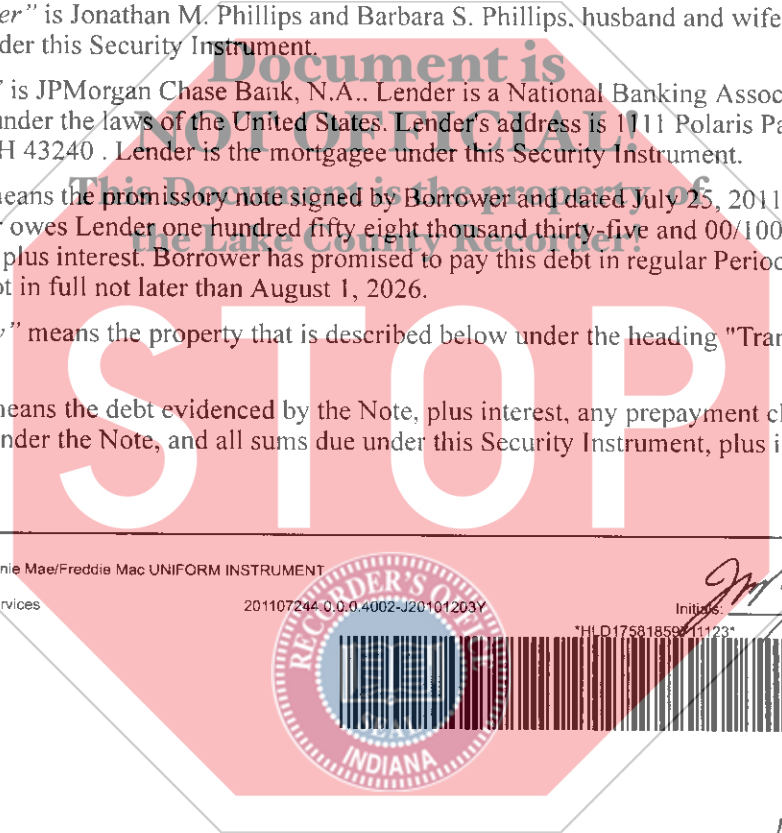 er” is Jonathan M. Phillips and Barbara S. Phillips, husband and wife
der this Security Instrument.
Document is
” is JPMorgan Chase Bank, N.A.. Lender is a National Banking Assoc
under the laws of the United States. Lender's address is 1111 Polaris Pa
NOT OFFICIAL!
H 43240 . Lender is the mortgagee under this Security Instrument.
This Document is the property of
eans the promissory note signed by Borrower and dated July 25, 2011
r owes Lender one hundred fifty eight thousand thirty-five and 00/100
the Lake County Recorder!
plus interest. Borrower has promised to pay this debt in regular Period
ot in full not later than August 1, 2026.
y” means the property that is described below under the heading "Tran
STOP
neans the debt evidenced by the Note, plus interest, any prepayment c
nder the Note, and all sums due under this Security Instrument, plus i
nie Mae/Freddie Mac UNIFORM INSTRUMENT
rvices
201107244.0.0.0.4002-J20101203Y
Initials:
RECORDER'S OFFICE
SEAL
INDIANA